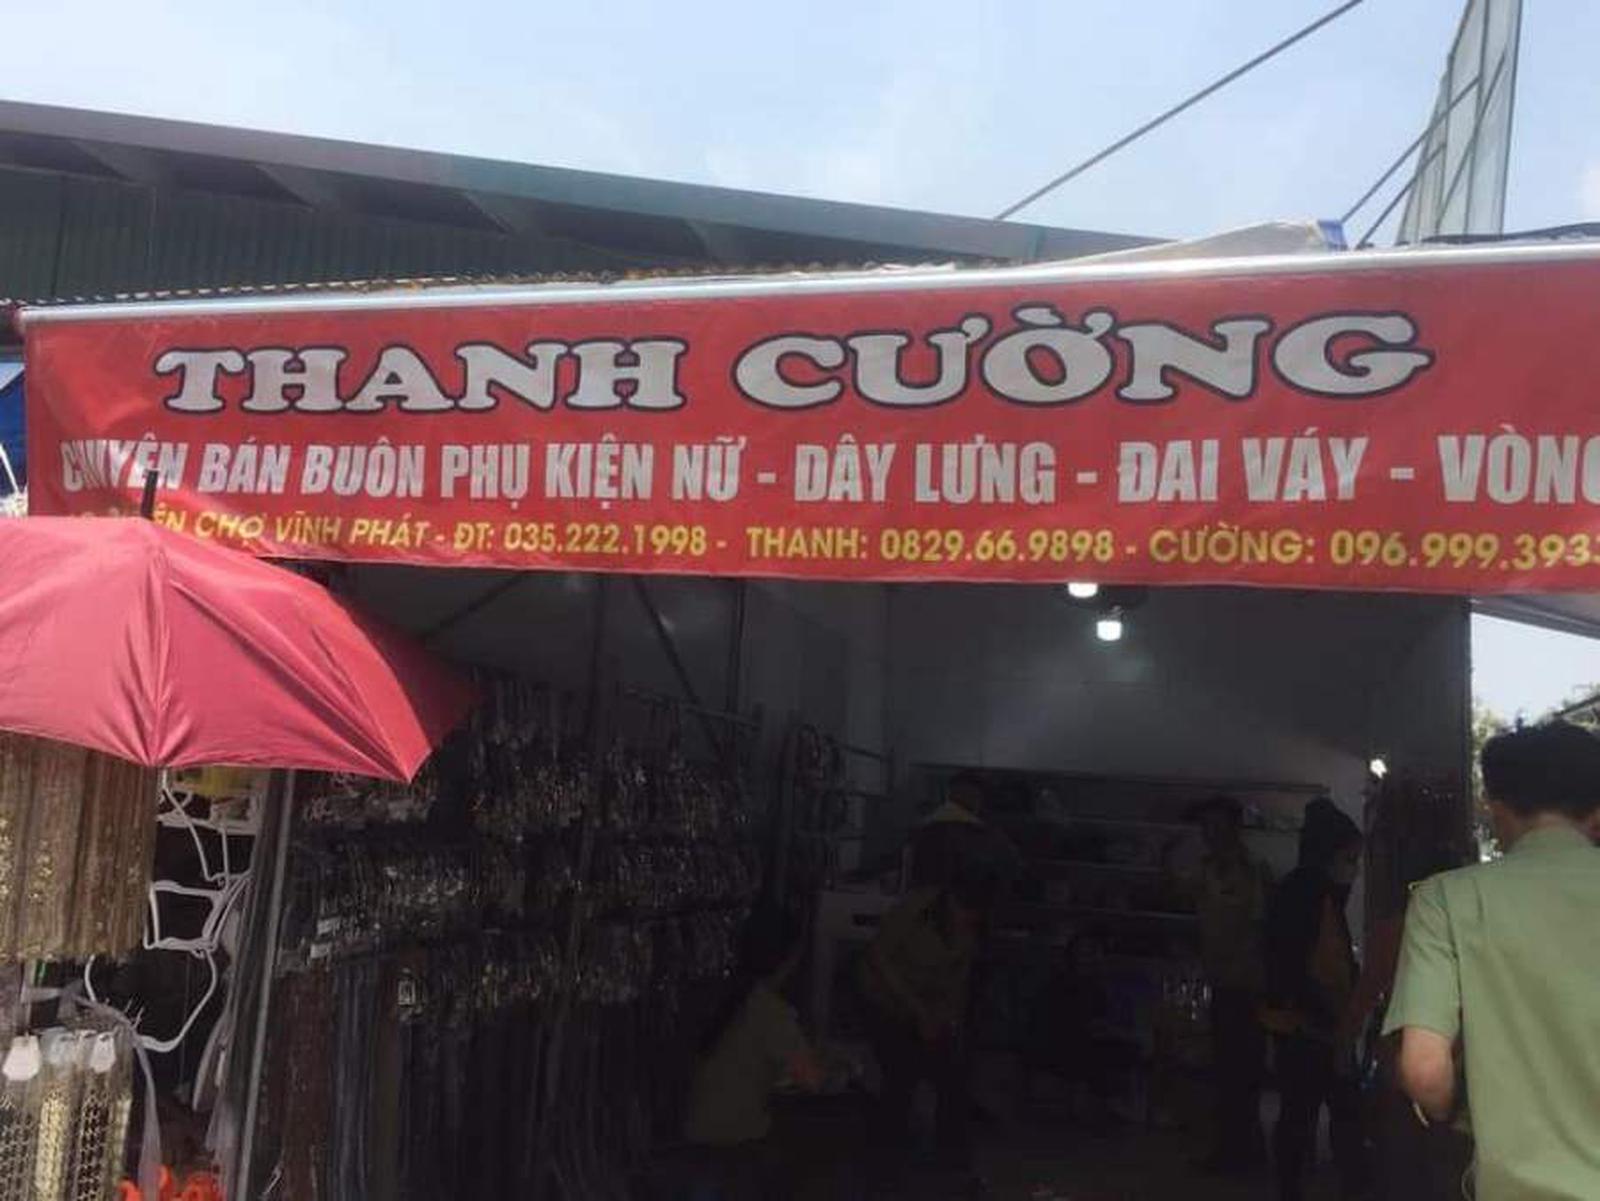 THANH CƯỜNG
CHUYÊN BÁN BUÔN PHỤ KIỆN NỮ - DÂY LƯNG - ĐAI VÁY - VÒNG
CHỢ VĨNH PHÁT - ĐT: 035.222.1998 - THANH: 0829.66.9898 - CƯỜNG: 096.999.393